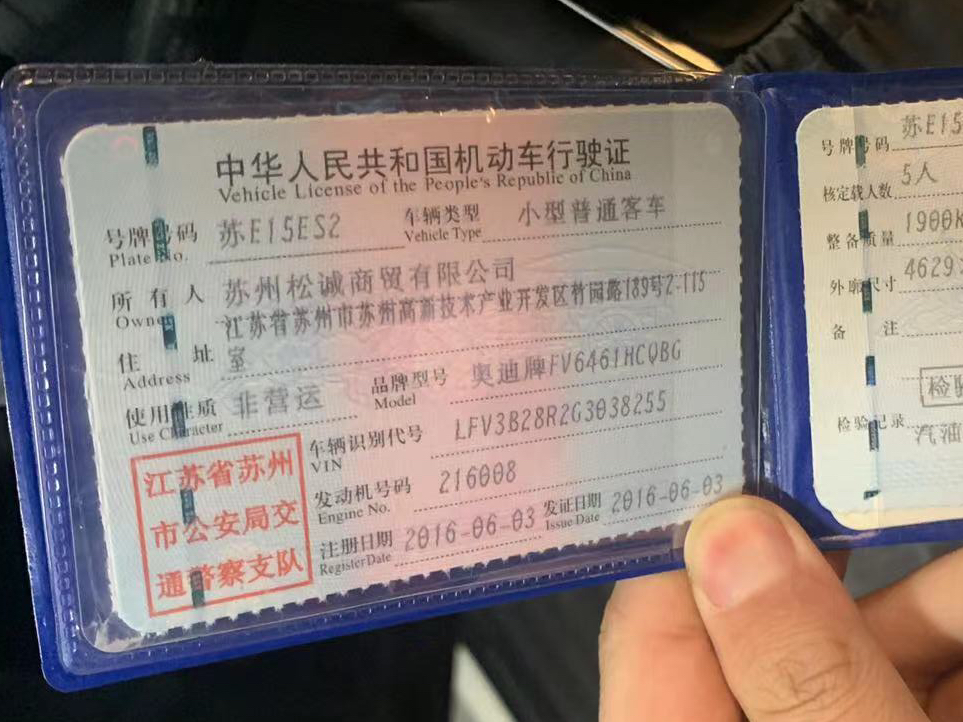 中华人民共和国机动车行驶证
Vehicle License of the People's Republic of China
号牌号码 苏E15ES2 车辆类型 小型普通客车
Plate No. Vehicle Type
所有人 苏州松诚商贸有限公司
Owner
江苏省苏州市苏州高新技术产业开发区竹园路189号2-115
住址 室
Address
使用性质 非营运 品牌型号 奥迪牌FV6461HCQBG
Use Character Model
车辆识别代号 LFV3B28R2G3038255
VIN
发动机号码 216008
Engine No.
注册日期 2016-06-03 发证日期 2016-06-03
Register Date Issue Date
江苏省苏州
市公安局交
通警察支队
号牌号码 苏E15
核定载人数 5人
整备质量 1900K
外廓尺寸 4629
备注
检验
检验记录 汽油